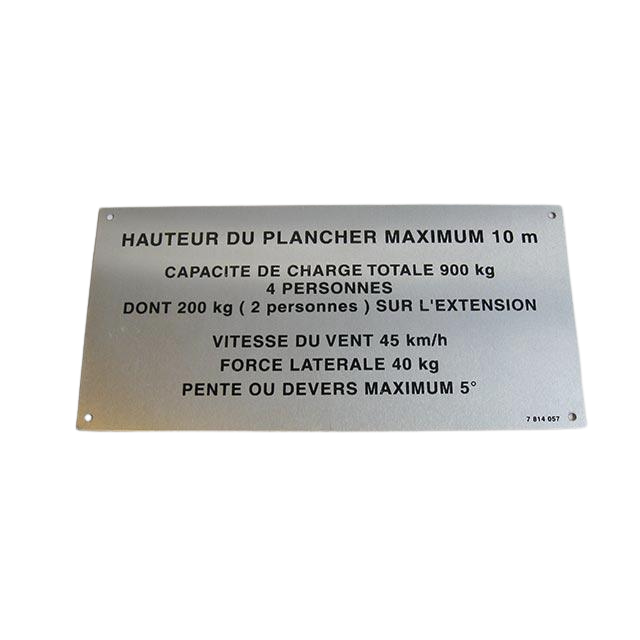 HAUTEUR DU PLANCHER MAXIMUM 10 m
CAPACITE DE CHARGE TOTALE 900 kg
4 PERSONNES
DONT 200 kg ( 2 personnes ) SUR L'EXTENSION
VITESSE DU VENT 45 km/h
FORCE LATERALE 40 kg
PENTE OU DEVERS MAXIMUM 5°
7 814 057